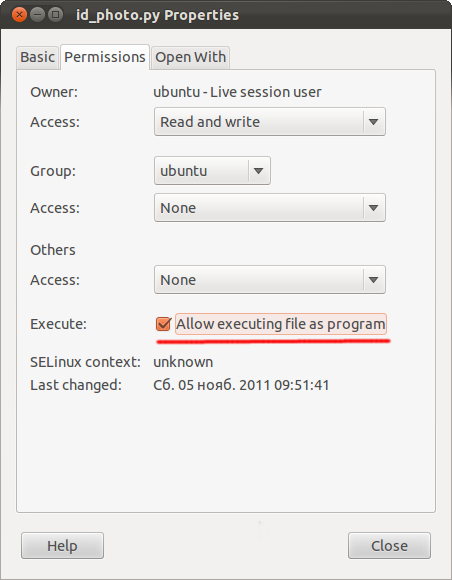 id_photo.py Properties
Basic Permissions Open With
Owner: ubuntu - Live session user
Access: Read and write
Group: ubuntu
Access: None
Others
Access: None
Execute: Allow executing file as program
SELinux context: unknown
Last changed: Сб. 05 нояб. 2011 09:51:41
Help Close